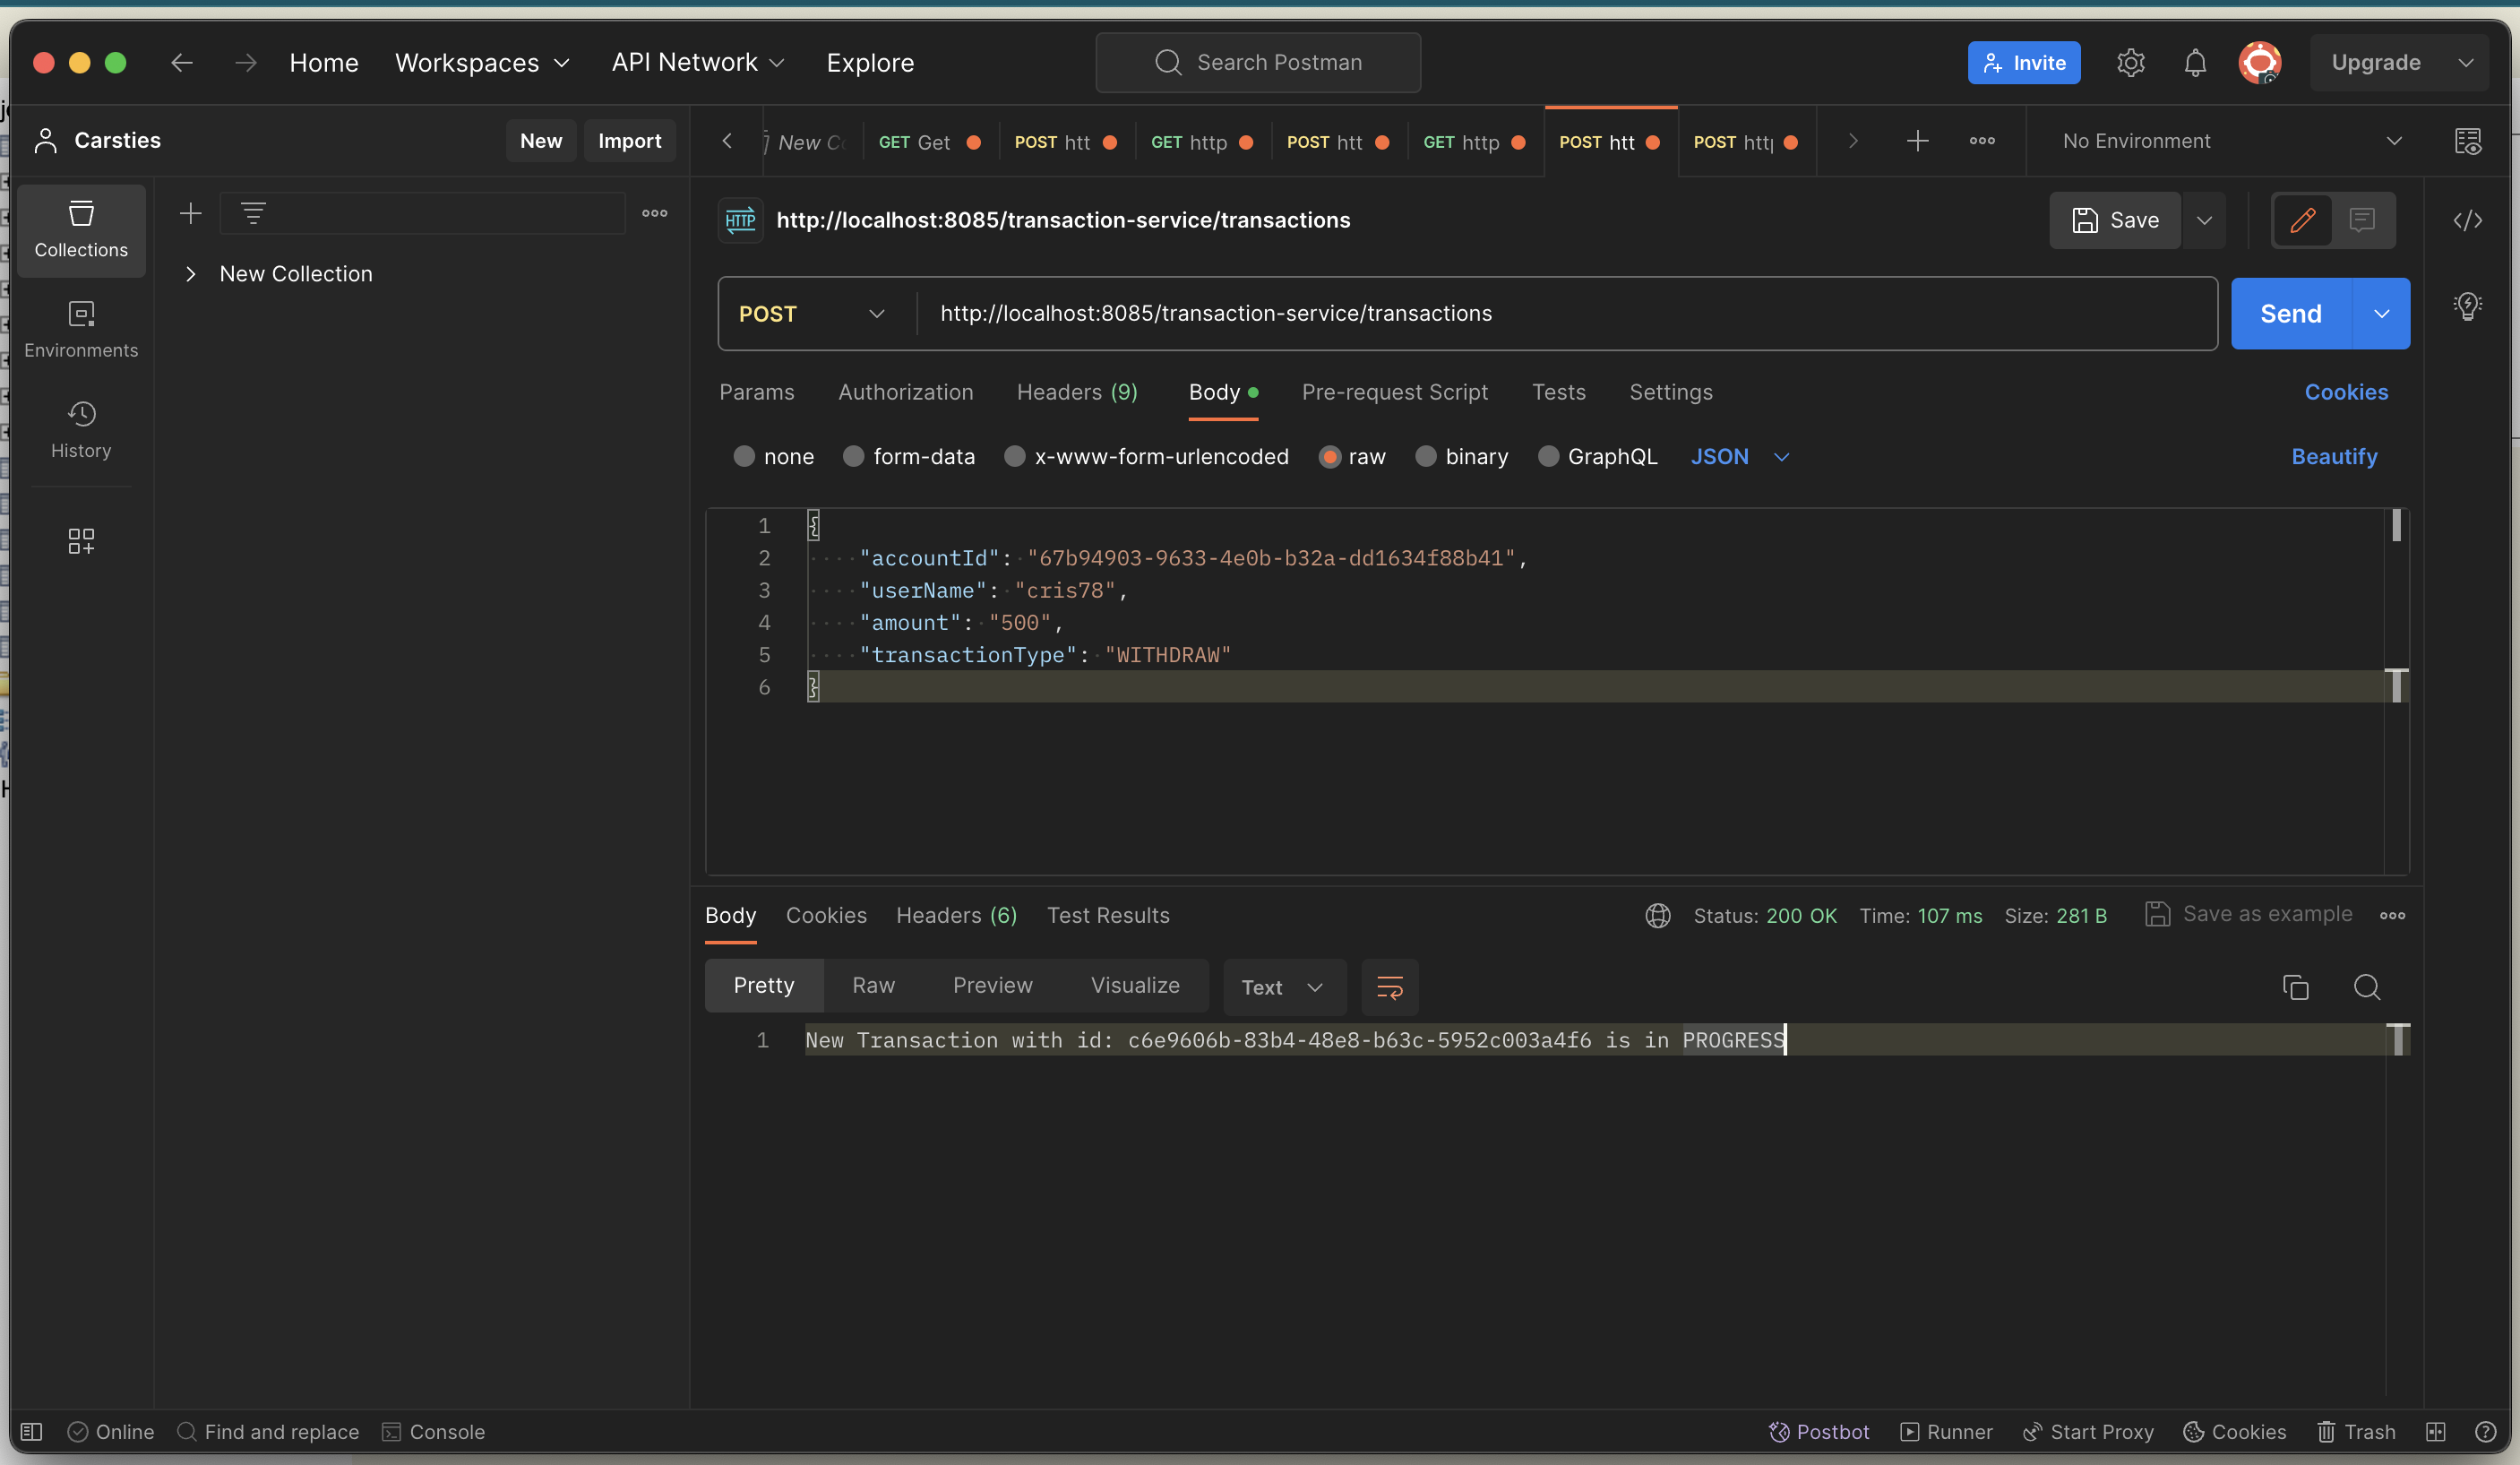 Home Workspaces API Network Explore Search Postman Invite Upgrade
Carsties New Import
New GET Get POST htt GET http POST htt GET http POST htt POST http No Environment
Collections
Environments
History
New Collection
HTTP http://localhost:8085/transaction-service/transactions Save
POST http://localhost:8085/transaction-service/transactions Send
Params Authorization Headers (9) Body Pre-request Script Tests Settings Cookies
none form-data x-www-form-urlencoded raw binary GraphQL JSON Beautify
1 {
2 "accountId": "67b94903-9633-4e0b-b32a-dd1634f88b41",
3 "userName": "cris78",
4 "amount": "500",
5 "transactionType": "WITHDRAW"
6 }
Body Cookies Headers (6) Test Results Status: 200 OK Time: 107 ms Size: 281 B Save as example
Pretty Raw Preview Visualize Text
1 New Transaction with id: c6e9606b-83b4-48e8-b63c-5952c003a4f6 is in PROGRESS
Online Find and replace Console Postbot Runner Start Proxy Cookies Trash